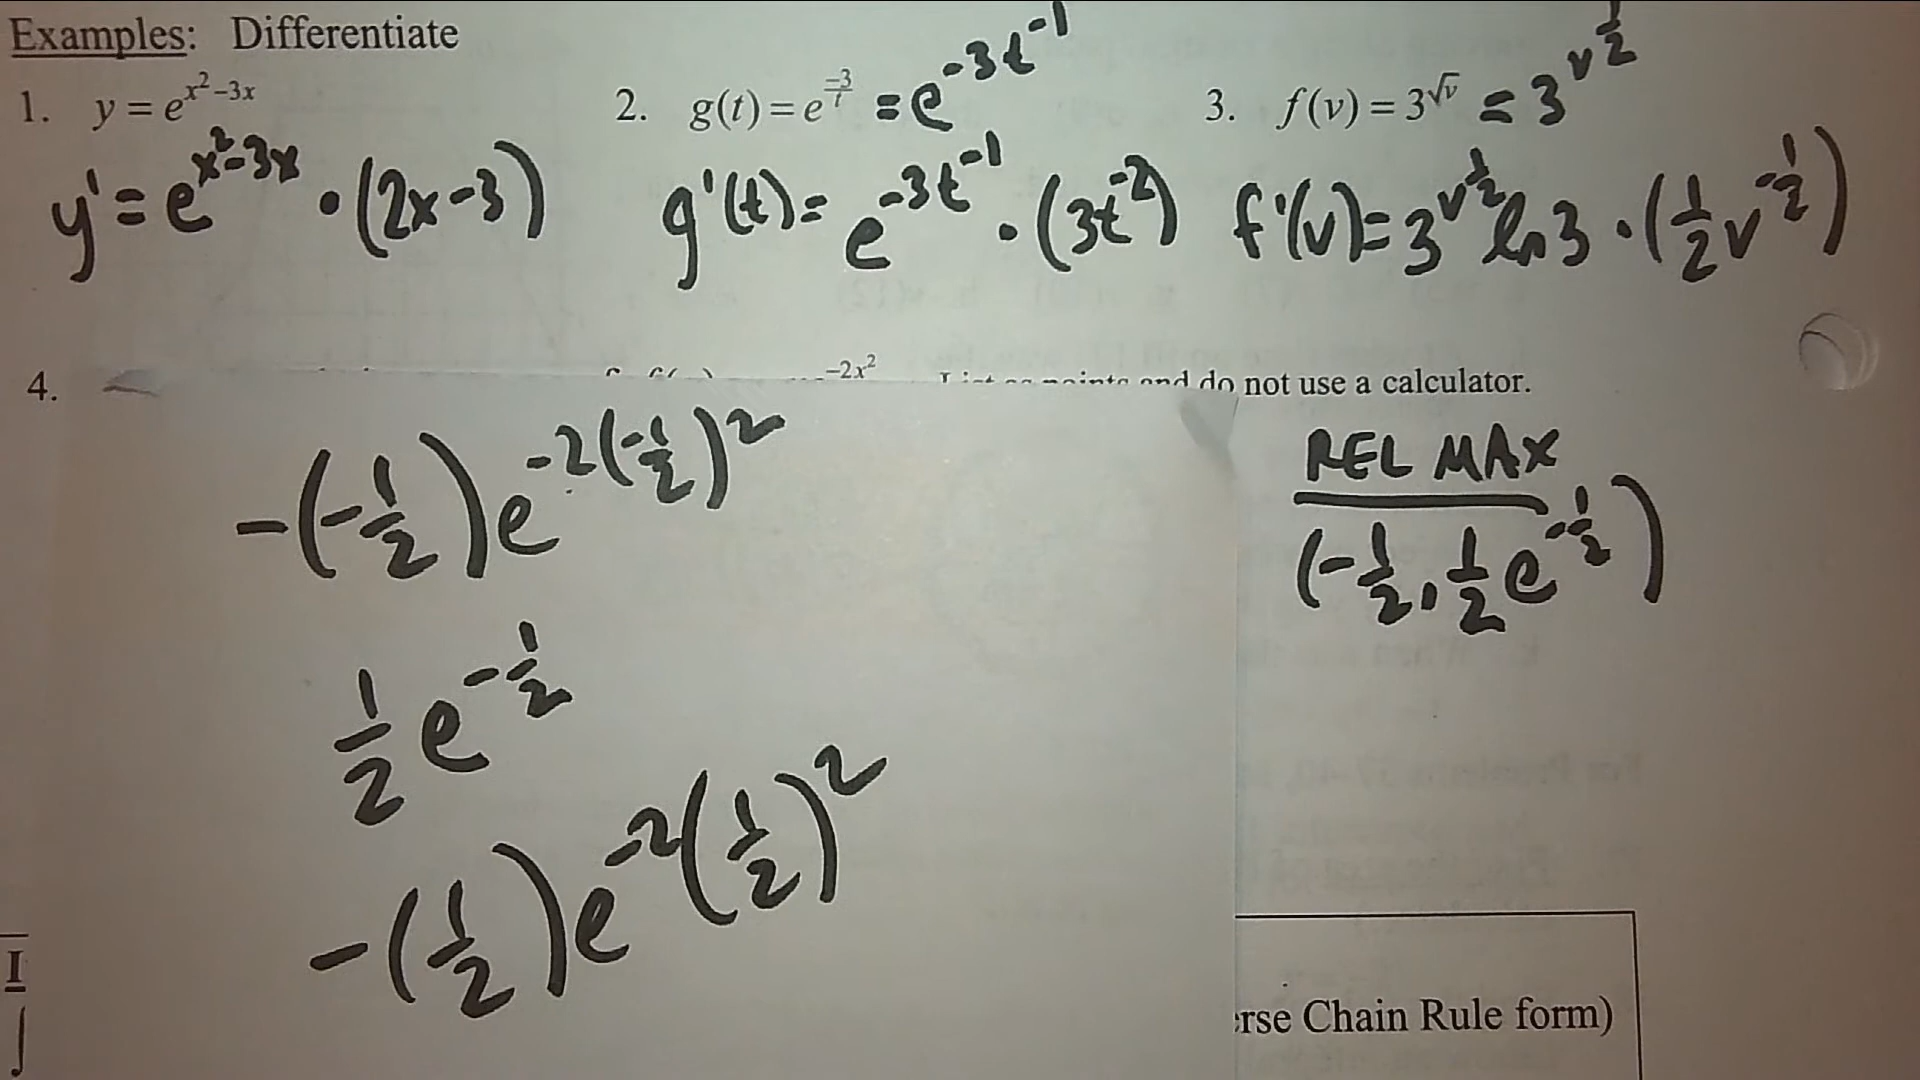 Examples: Differentiate
1. y = e^{x²-3x} 2. g(t) = e^{-3/t} = e^{-3t^{-1}} 3. f(v) = 3^{√v} = 3^{v^{1/2}}
y' = e^{x²-3x} · (2x-3) g'(t) = e^{-3t^{-1}} · (3t^{-2}) f'(v) = 3^{v^{1/2}} ln 3 · (1/2 v^{-1/2})
4. -2x² and do not use a calculator.
-(-1/2)e^{-2(-1/2)²}
REL MAX
(-1/2, 1/2 e^{-1/2})
1/2 e^{-1/2}
-(1/2)e^{-2(1/2)²}
I
∫
Chain Rule form)